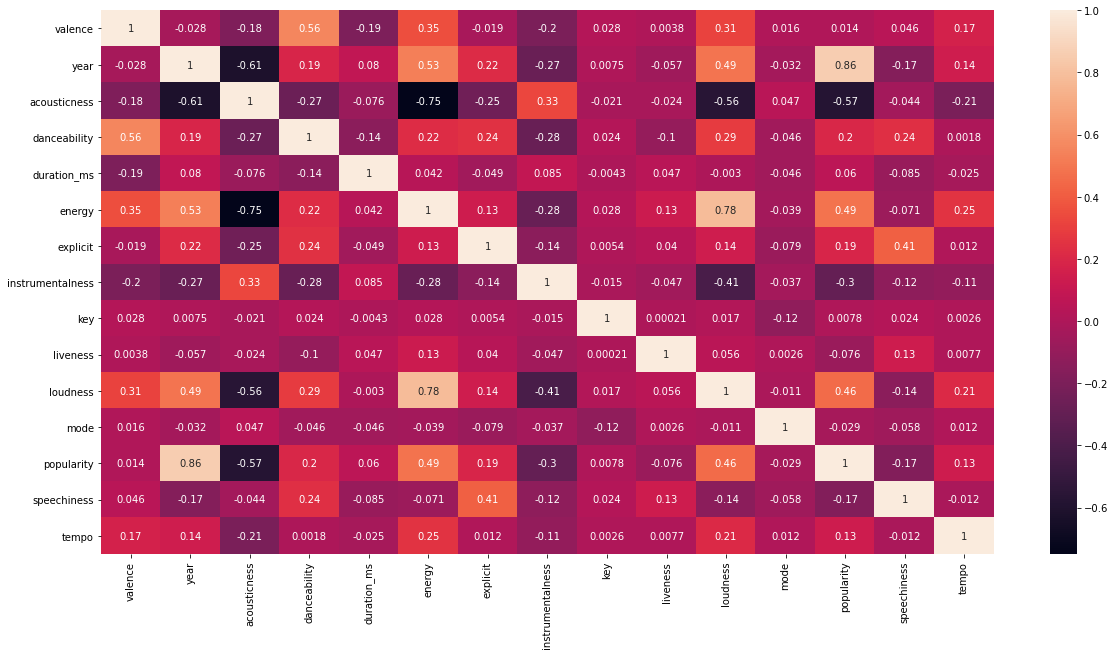 valence 1 -0.028 -0.18 0.56 -0.19 0.35 -0.019 -0.2 0.028 0.0038 0.31 0.016 0.014 0.046 0.17
year -0.028 1 -0.61 0.19 0.08 0.53 0.22 -0.27 0.0075 -0.057 0.49 -0.032 0.86 -0.17 0.14
acousticness -0.18 -0.61 1 -0.27 -0.076 -0.75 -0.25 0.33 -0.021 -0.024 -0.56 0.047 -0.57 -0.044 -0.21
danceability 0.56 0.19 -0.27 1 -0.14 0.22 0.24 -0.28 0.024 -0.1 0.29 -0.046 0.2 0.24 0.0018
duration_ms -0.19 0.08 -0.076 -0.14 1 0.042 -0.049 0.085 -0.0043 0.047 -0.003 -0.046 0.06 -0.085 -0.025
energy 0.35 0.53 -0.75 0.22 0.042 1 0.13 -0.28 0.028 0.13 0.78 -0.039 0.49 -0.071 0.25
explicit -0.019 0.22 -0.25 0.24 -0.049 0.13 1 -0.14 0.0054 0.04 0.14 -0.079 0.19 0.41 0.012
instrumentalness -0.2 -0.27 0.33 -0.28 0.085 -0.28 -0.14 1 -0.015 -0.047 -0.41 -0.037 -0.3 -0.12 -0.11
key 0.028 0.0075 -0.021 0.024 -0.0043 0.028 0.0054 -0.015 1 0.00021 0.017 -0.12 0.0078 0.024 0.0026
liveness 0.0038 -0.057 -0.024 -0.1 0.047 0.13 0.04 -0.047 0.00021 1 0.056 0.0026 -0.076 0.13 0.0077
loudness 0.31 0.49 -0.56 0.29 -0.003 0.78 0.14 -0.41 0.017 0.056 1 -0.011 0.46 -0.14 0.21
mode 0.016 -0.032 0.047 -0.046 -0.046 -0.039 -0.079 -0.037 -0.12 0.0026 -0.011 1 -0.029 -0.058 0.012
popularity 0.014 0.86 -0.57 0.2 0.06 0.49 0.19 -0.3 0.0078 -0.076 0.46 -0.029 1 -0.17 0.13
speechiness 0.046 -0.17 -0.044 0.24 -0.085 -0.071 0.41 -0.12 0.024 0.13 -0.14 -0.058 -0.17 1 -0.012
tempo 0.17 0.14 -0.21 0.0018 -0.025 0.25 0.012 -0.11 0.0026 0.0077 0.21 0.012 0.13 -0.012 1
valence
year
acousticness
danceability
duration_ms
energy
explicit
instrumentalness
key
liveness
loudness
mode
popularity
speechiness
tempo
1.0
0.8
0.6
0.4
0.2
0.0
−0.2
−0.4
−0.6